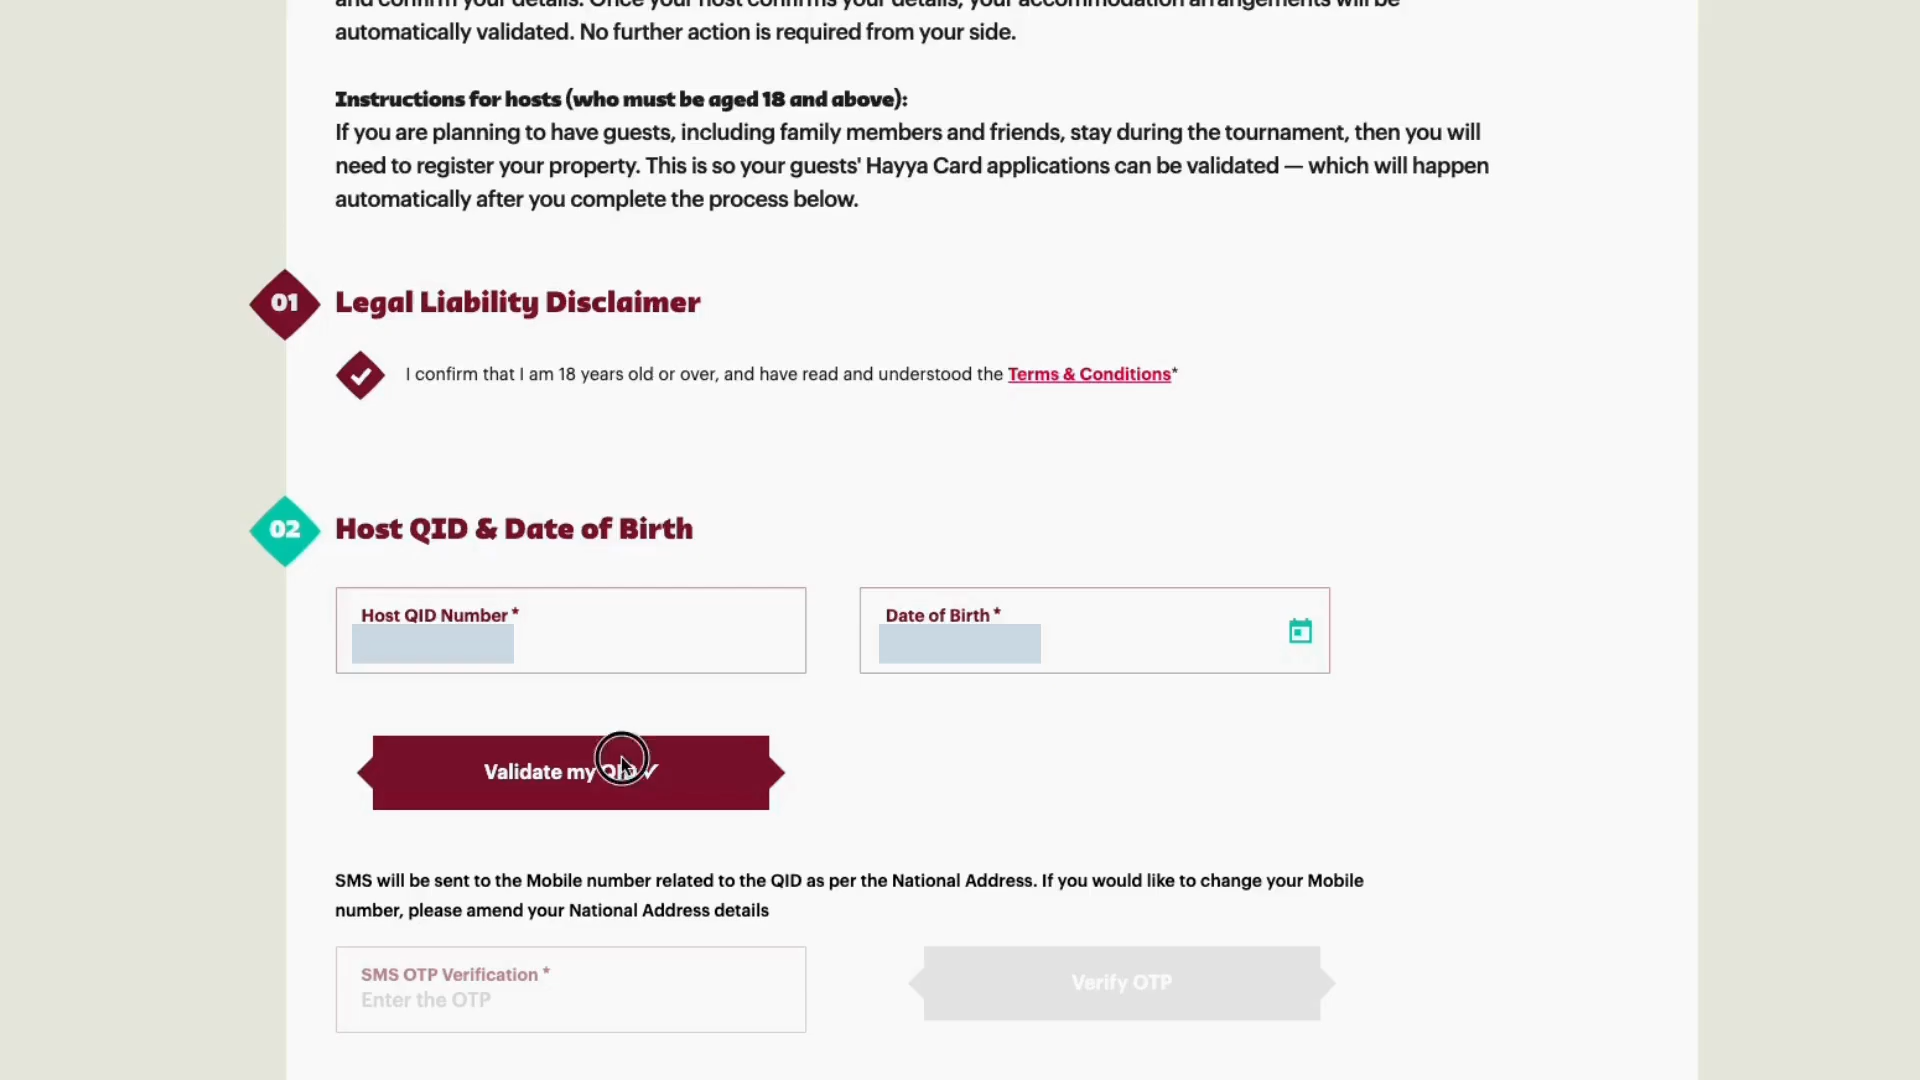 automatically validated. No further action is required from your side.
Instructions for hosts (who must be aged 18 and above):
If you are planning to have guests, including family members and friends, stay during the tournament, then you will
need to register your property. This is so your guests' Hayya Card applications can be validated — which will happen
automatically after you complete the process below.
01 Legal Liability Disclaimer
I confirm that I am 18 years old or over, and have read and understood the Terms & Conditions*
02 Host QID & Date of Birth
Host QID Number *
Date of Birth *
Validate my
SMS will be sent to the Mobile number related to the QID as per the National Address. If you would like to change your Mobile
number, please amend your National Address details
SMS OTP Verification *
Enter the OTP
Verify OTP